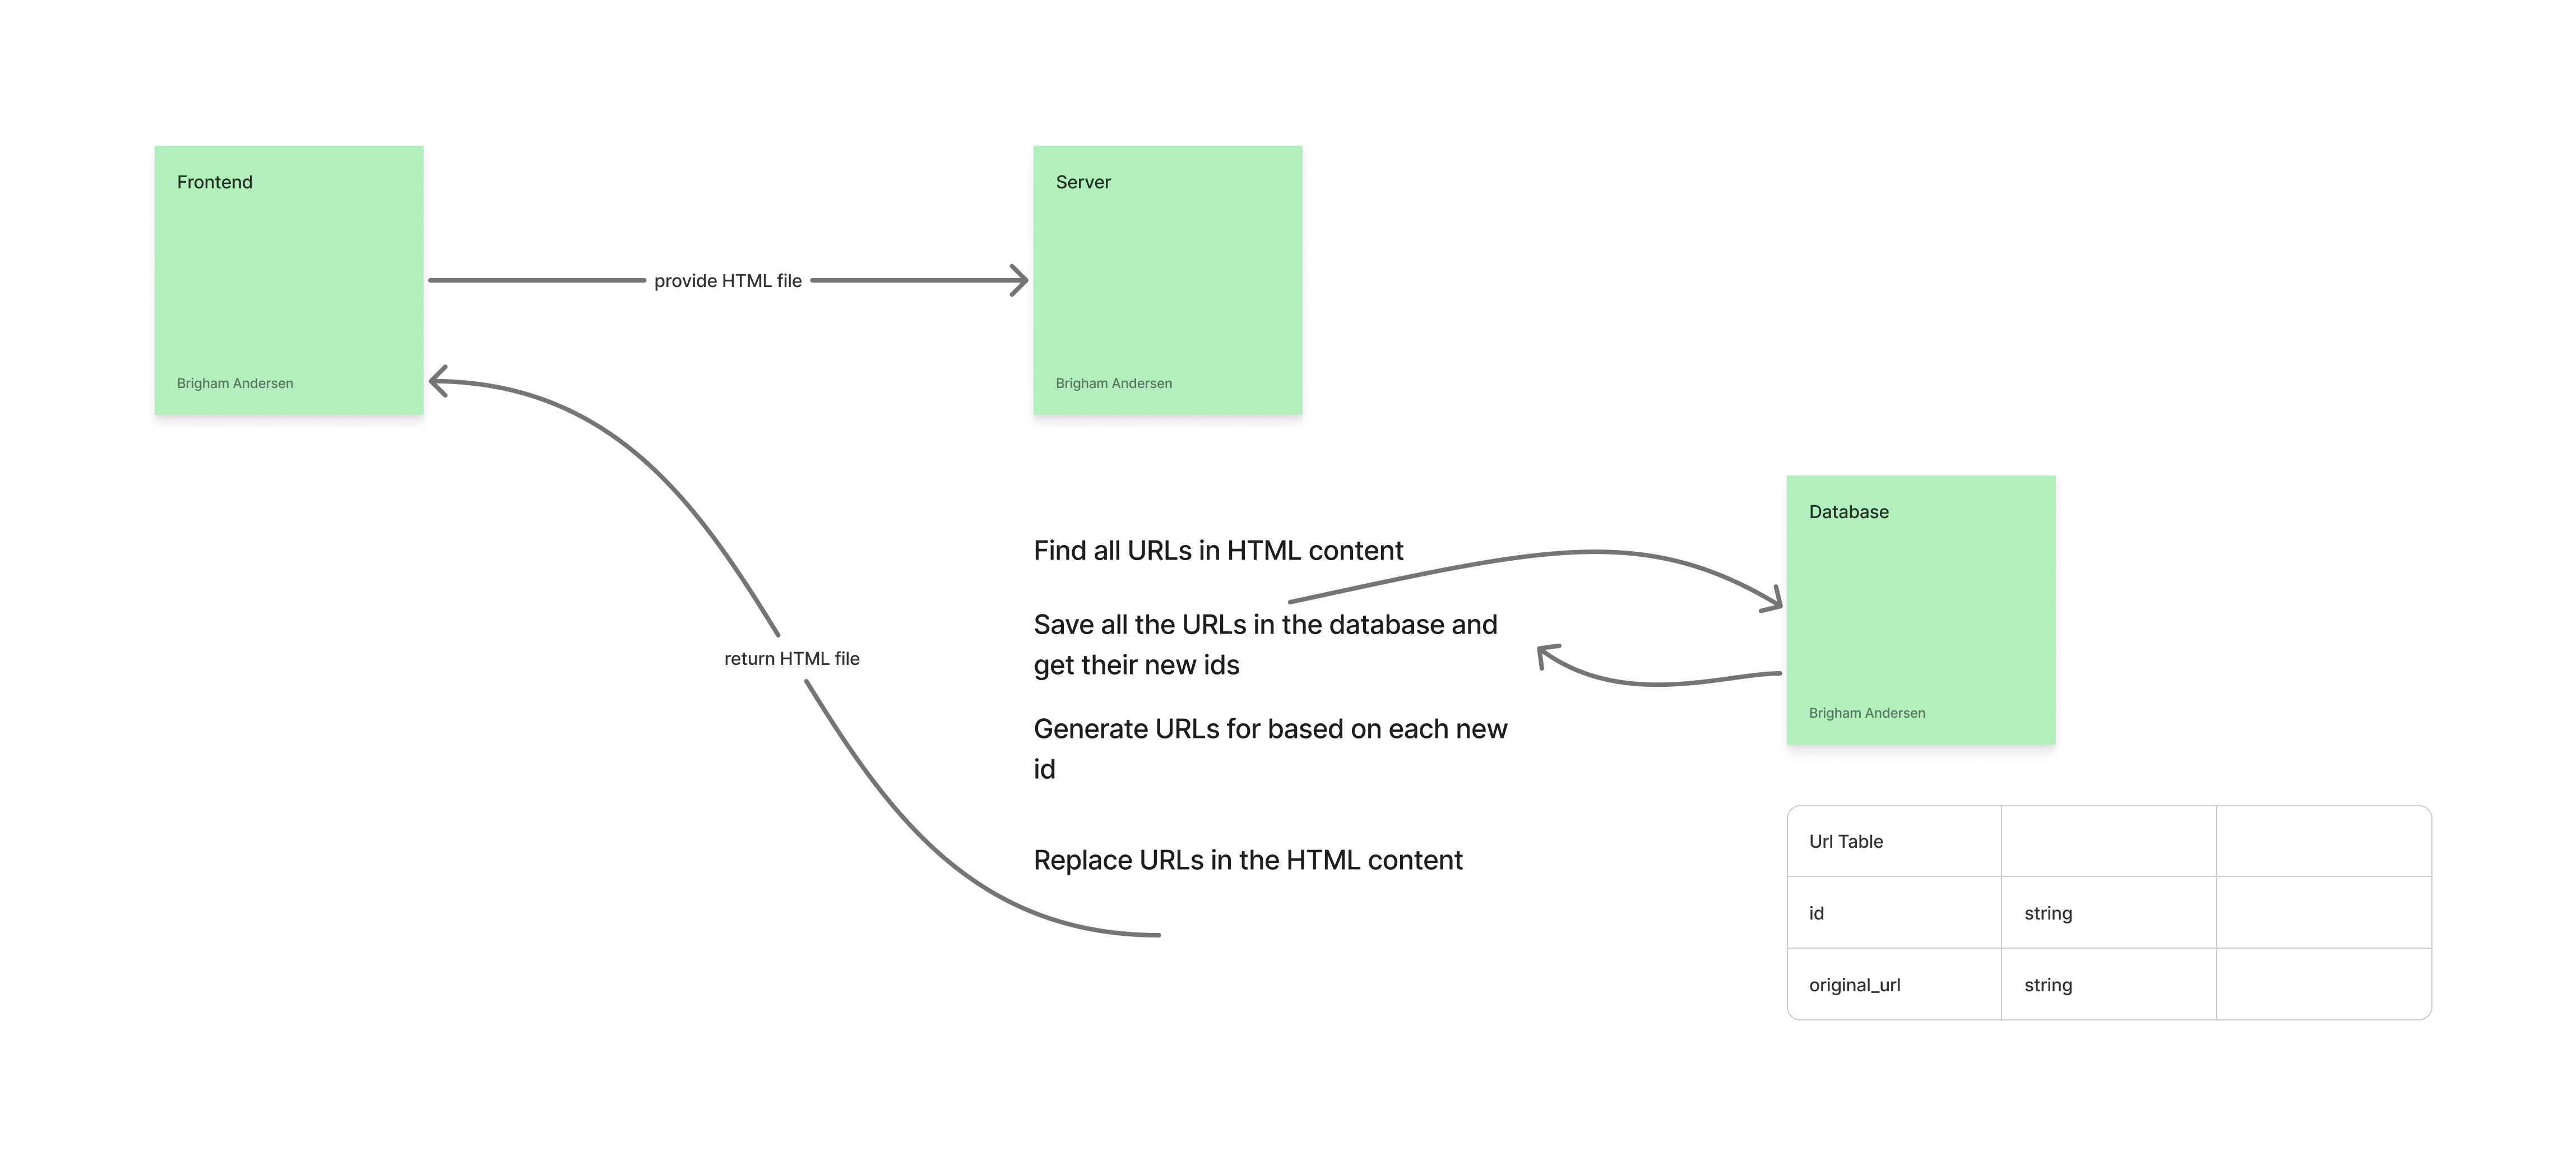 Frontend
Brigham Andersen
provide HTML file
Server
Brigham Andersen
return HTML file
Find all URLs in HTML content
Save all the URLs in the database and
get their new ids
Generate URLs for based on each new
id
Replace URLs in the HTML content
Database
Brigham Andersen
Url Table
id string
original_url string